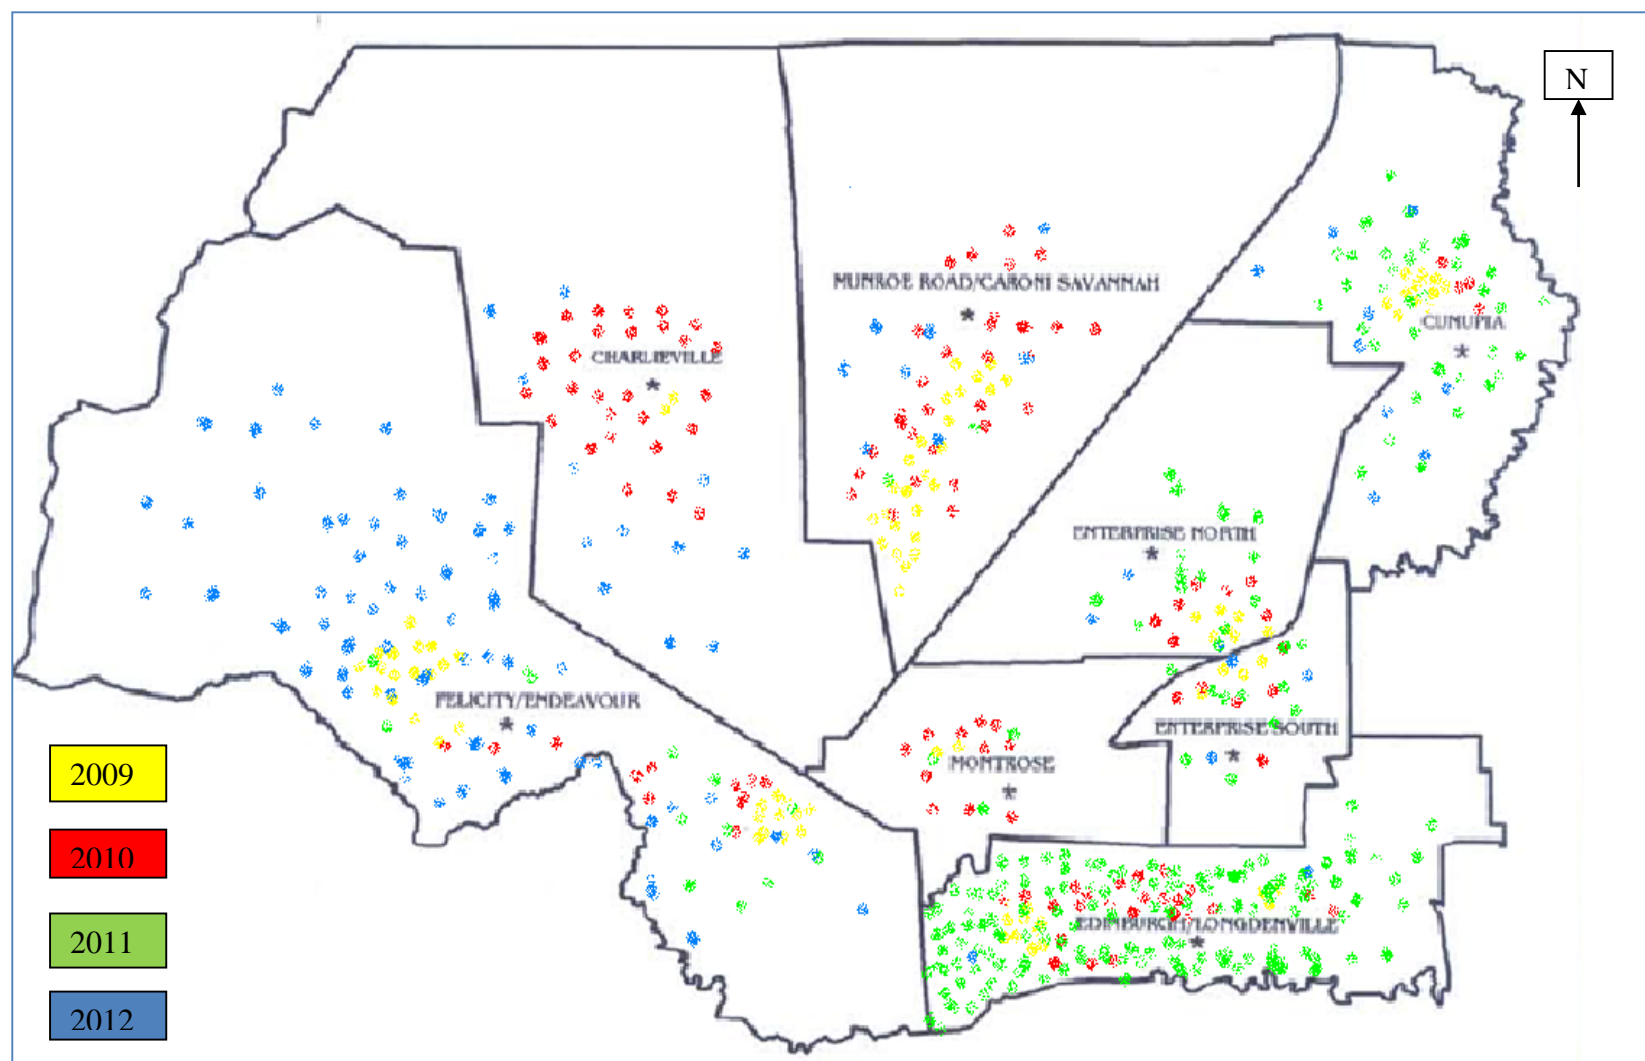 N
MUNROE ROAD/CARONI SAVANNAH
CUNUPIA
CHARLIEVILLE
ENTERPRISE NORTH
FELICITY/ENDEAVOUR
ENTERPRISE SOUTH
MONTROSE
EDINBURGH/LONGDENVILLE
2009
2010
2011
2012